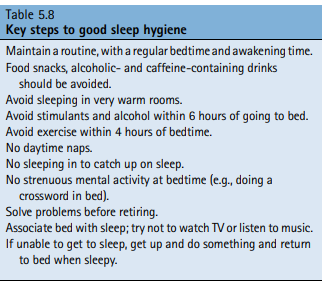 Table 5.8
Key steps to good sleep hygiene
Maintain a routine, with a regular bedtime and awakening time.
Food snacks, alcoholic- and caffeine-containing drinks
should be avoided.
Avoid sleeping in very warm rooms.
Avoid stimulants and alcohol within 6 hours of going to bed.
Avoid exercise within 4 hours of bedtime.
No daytime naps.
No sleeping in to catch up on sleep.
No strenuous mental activity at bedtime (e.g., doing a
crossword in bed).
Solve problems before retiring.
Associate bed with sleep; try not to watch TV or listen to music.
If unable to get to sleep, get up and do something and return
to bed when sleepy.